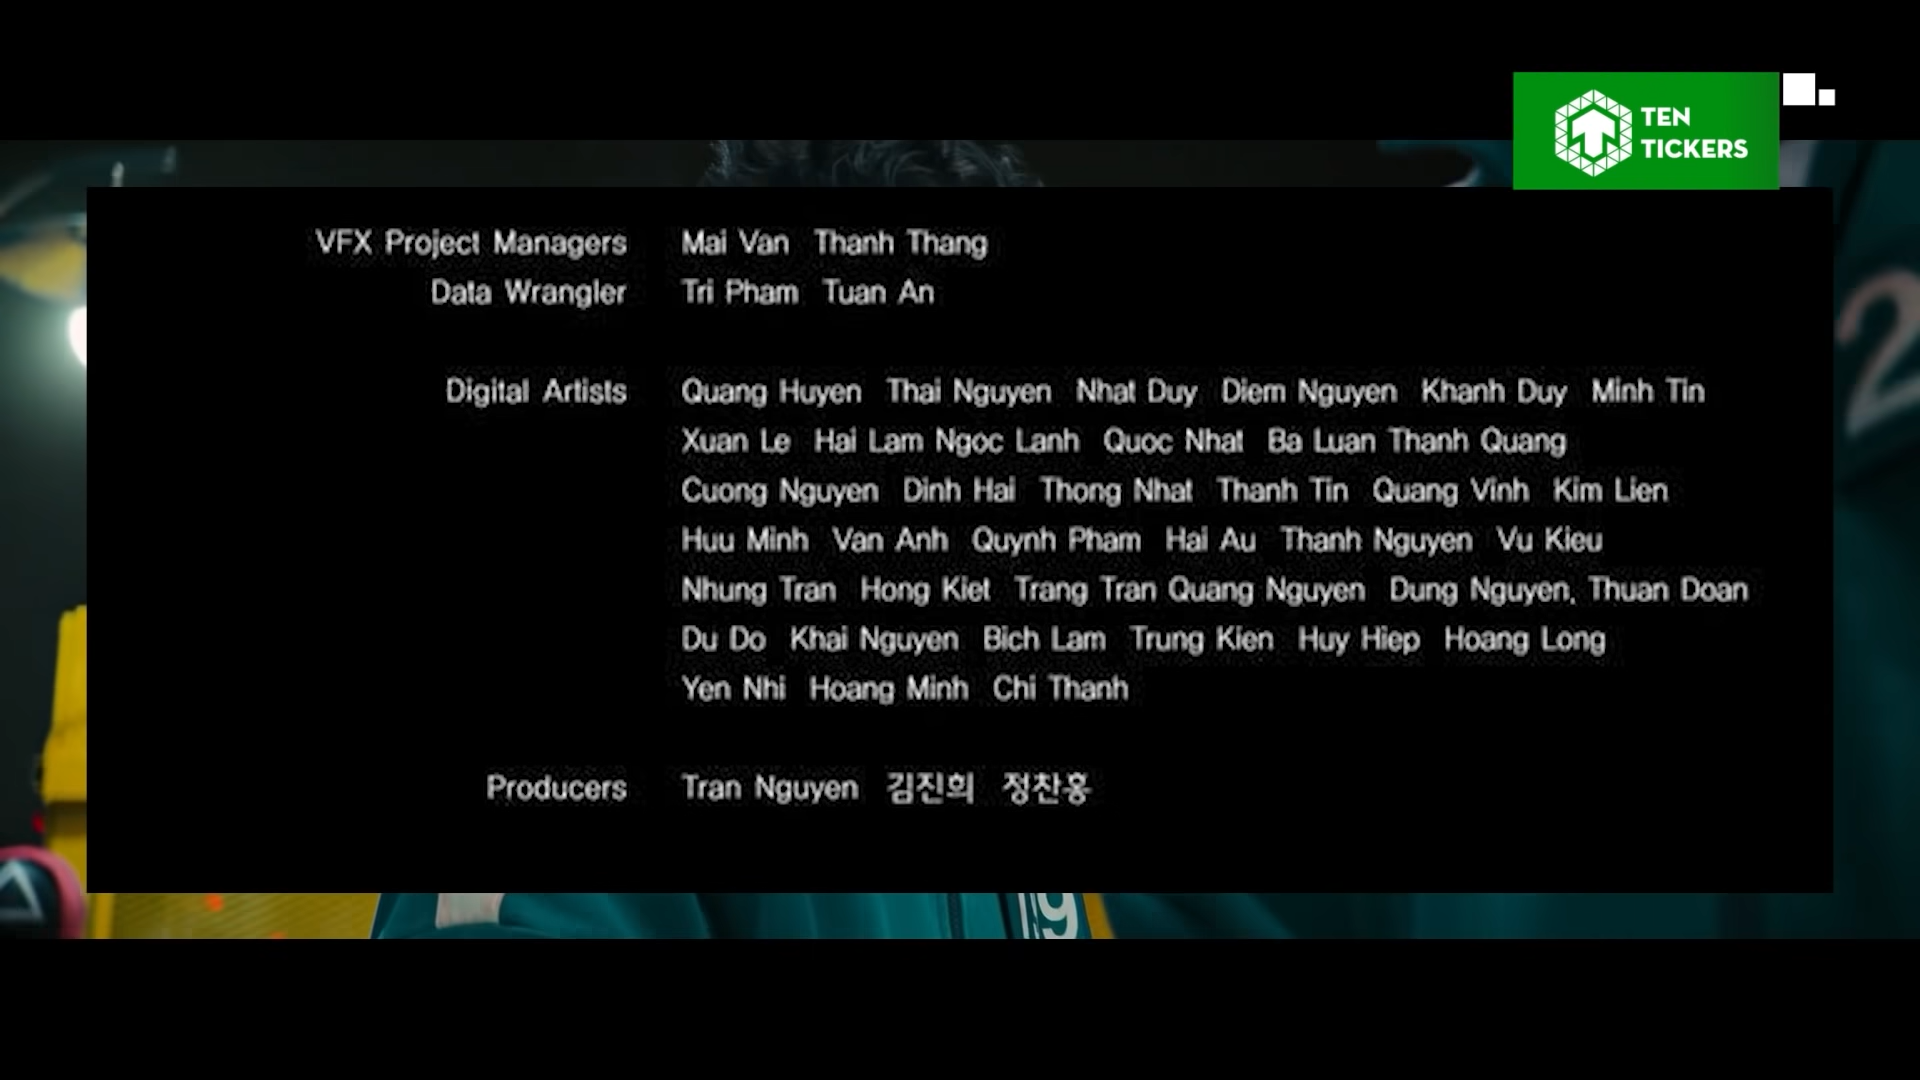 TEN
TICKERS
VFX Project Managers Mai Van Thanh Thang
Data Wrangler Tri Pham Tuan An
Digital Artists Quang Huyen Thai Nguyen Nhat Duy Diem Nguyen Khanh Duy Minh Tin
Xuan Le Hai Lam Ngoc Lanh Quoc Nhat Ba Luan Thanh Quang
Cuong Nguyen Dinh Hai Thong Nhat Thanh Tin Quang Vinh Kim Lien
Huu Minh Van Anh Quynh Pham Hai Au Thanh Nguyen Vu Kieu
Nhung Tran Hong Kiet Trang Tran Quang Nguyen Dung Nguyen, Thuan Doan
Du Do Khai Nguyen Bich Lam Trung Kien Huy Hiep Hoang Long
Yen Nhi Hoang Minh Chi Thanh
Producers Tran Nguyen 김진희 정찬홍
2